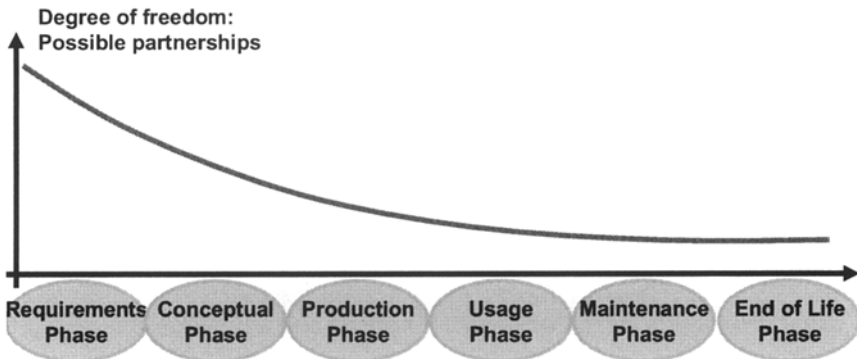 Degree of freedom:
Possible partnerships
Requirements Phase
Conceptual Phase
Production Phase
Usage Phase
Maintenance Phase
End of Life Phase